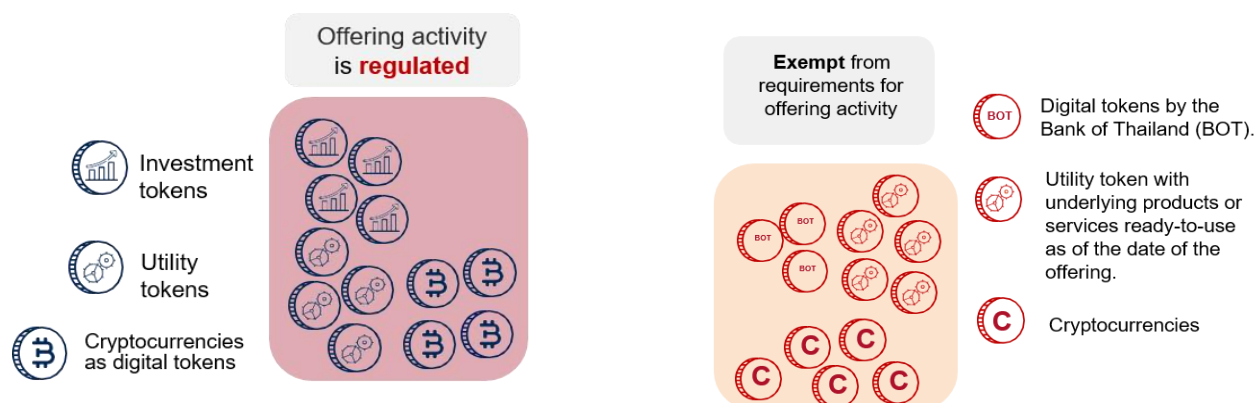 Offering activity
is regulated
Investment
tokens
Utility
tokens
Cryptocurrencies
as digital tokens
Exempt from
requirements for
offering activity
BOT
BOT
BOT
C
C
C
C
C
C
BOT
Digital tokens by the
Bank of Thailand (BOT).
Utility token with
underlying products or
services ready-to-use
as of the date of the
offering.
C
Cryptocurrencies